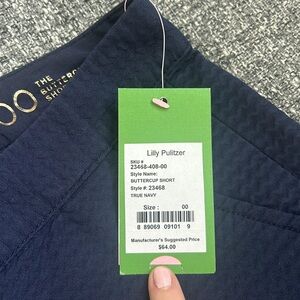 00
THE
BUTTERCUP
SHORT
Lilly Pulitzer
SKU #
23468-408-00
Style Name:
BUTTERCUP SHORT
Style #: 23468
TRUE NAVY
Size : 00
8 89069 09101 9
Manufacturer's Suggested Price
$64.00